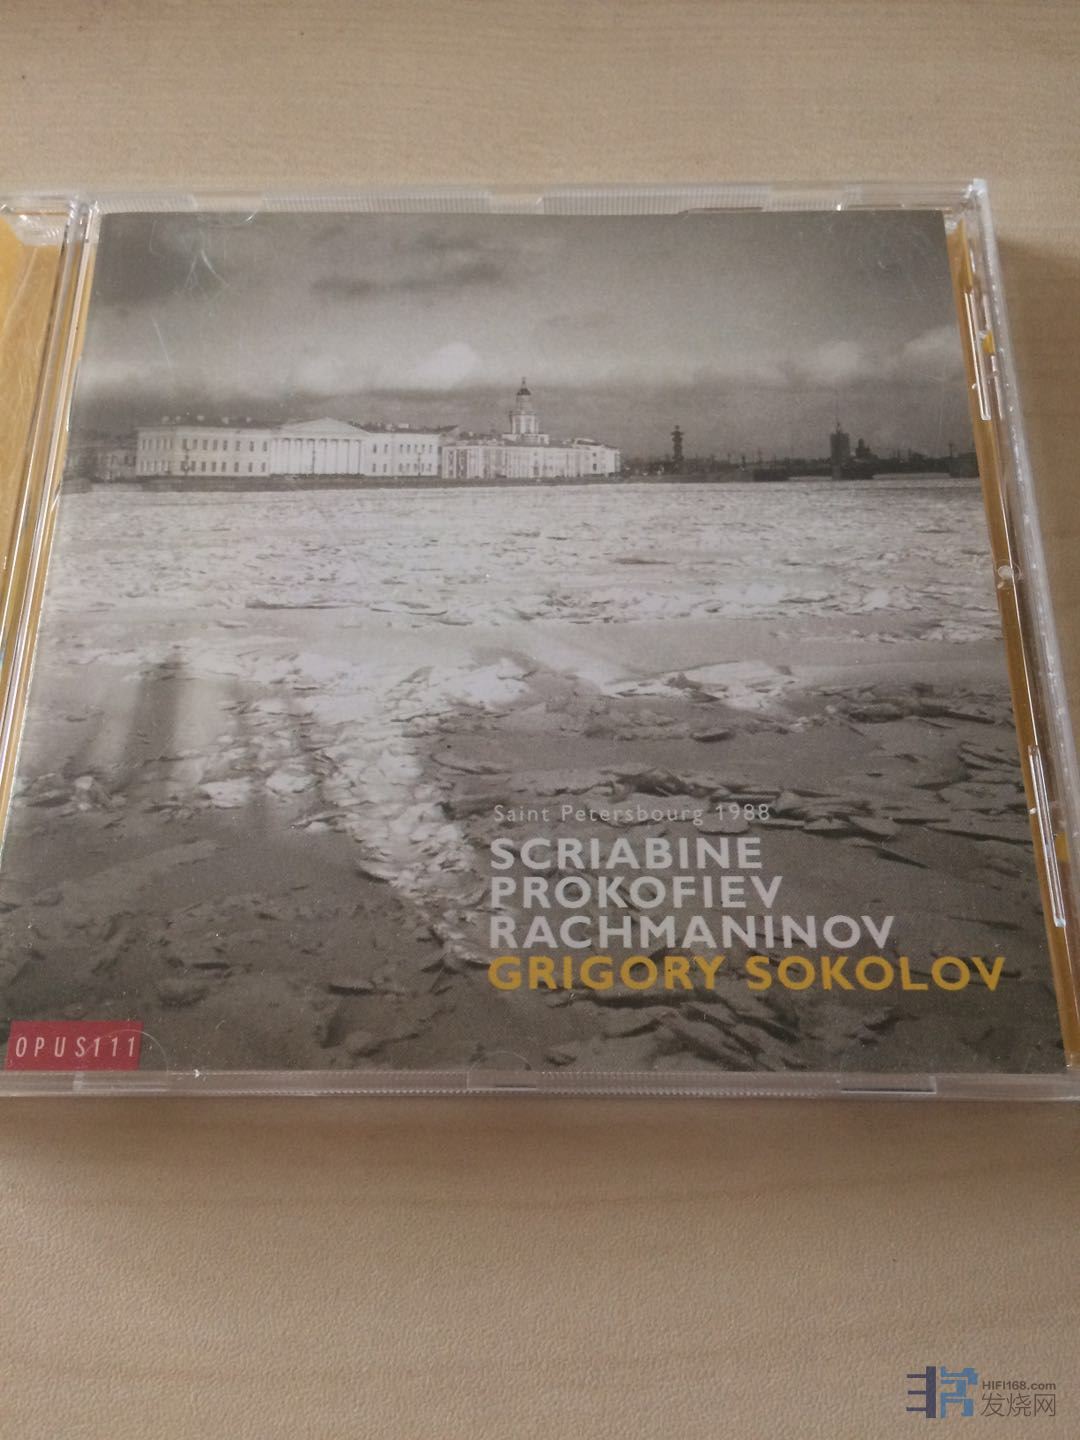 Saint Petersbourg 1988
SCRIABINE
PROKOFIEV
RACHMANINOV
GRIGORY SOKOLOV
OPUS111
HIFI168.com
发烧网